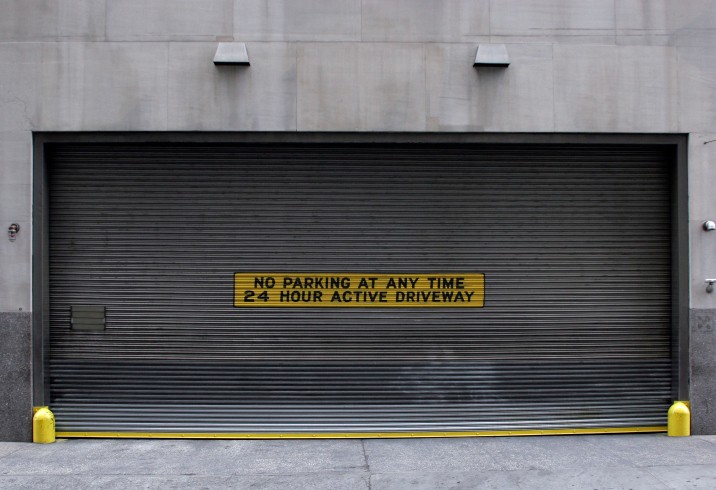 NO PARKING AT ANY TIME
24 HOUR ACTIVE DRIVEWAY